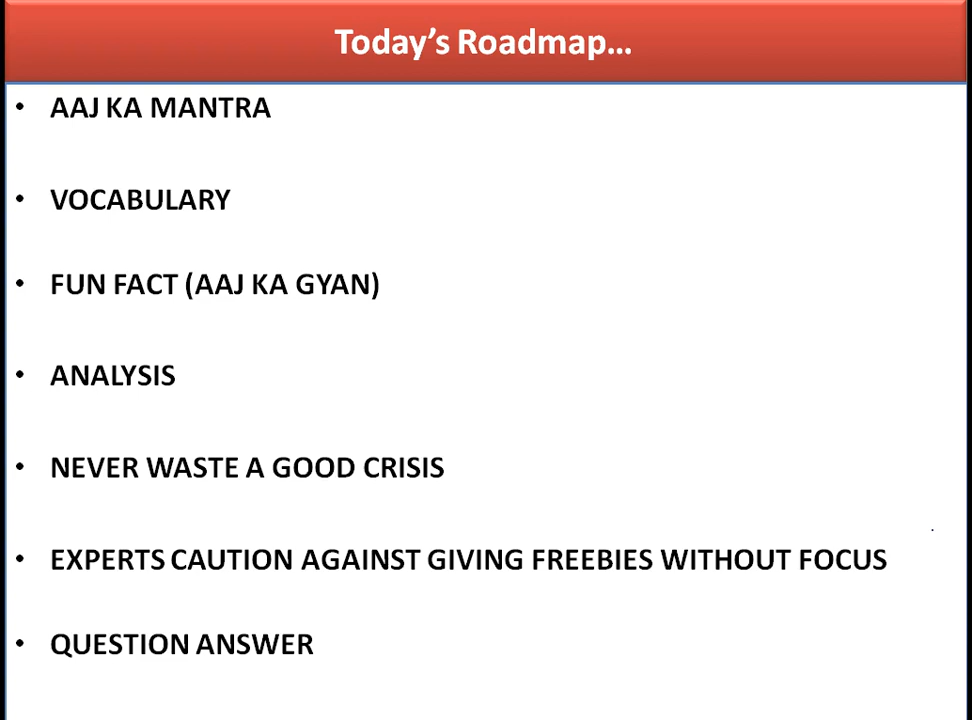 Today’s Roadmap...
• AAJ KA MANTRA
• VOCABULARY
• FUN FACT (AAJ KA GYAN)
• ANALYSIS
• NEVER WASTE A GOOD CRISIS
• EXPERTS CAUTION AGAINST GIVING FREEBIES WITHOUT FOCUS
• QUESTION ANSWER